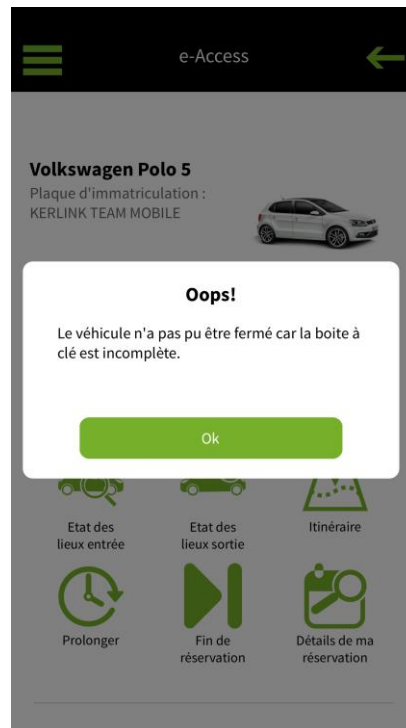 e-Access
Volkswagen Polo 5
Plaque d'immatriculation :
KERLINK TEAM MOBILE
Oops!
Le véhicule n'a pas pu être fermé car la boite à
clé est incomplète.
Ok
Etat des
lieux entrée
Etat des
lieux sortie
Itinéraire
Prolonger
Fin de
réservation
Détails de ma
réservation